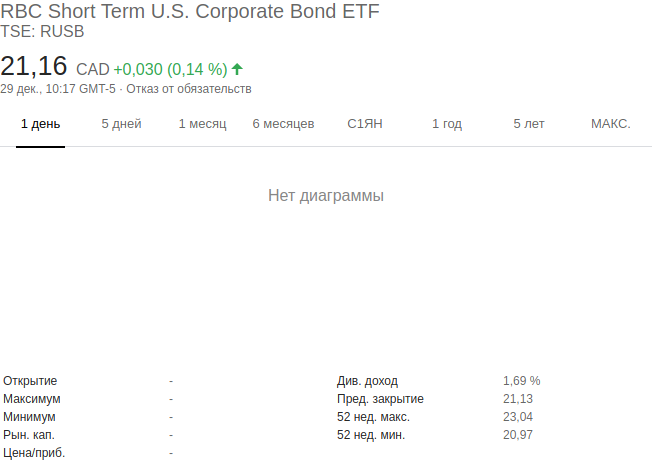 RBC Short Term U.S. Corporate Bond ETF
TSE: RUSB
21,16 CAD +0,030 (0,14 %)
29 дек., 10:17 GMT-5 · Отказ от обязательств
1 день 5 дней 1 месяц 6 месяцев С1ЯН 1 год 5 лет МАКС.
Нет диаграммы
Открытие - Див. доход 1,69 %
Максимум - Пред. закрытие 21,13
Минимум - 52 нед. макс. 23,04
Рын. кап. - 52 нед. мин. 20,97
Цена/приб. -